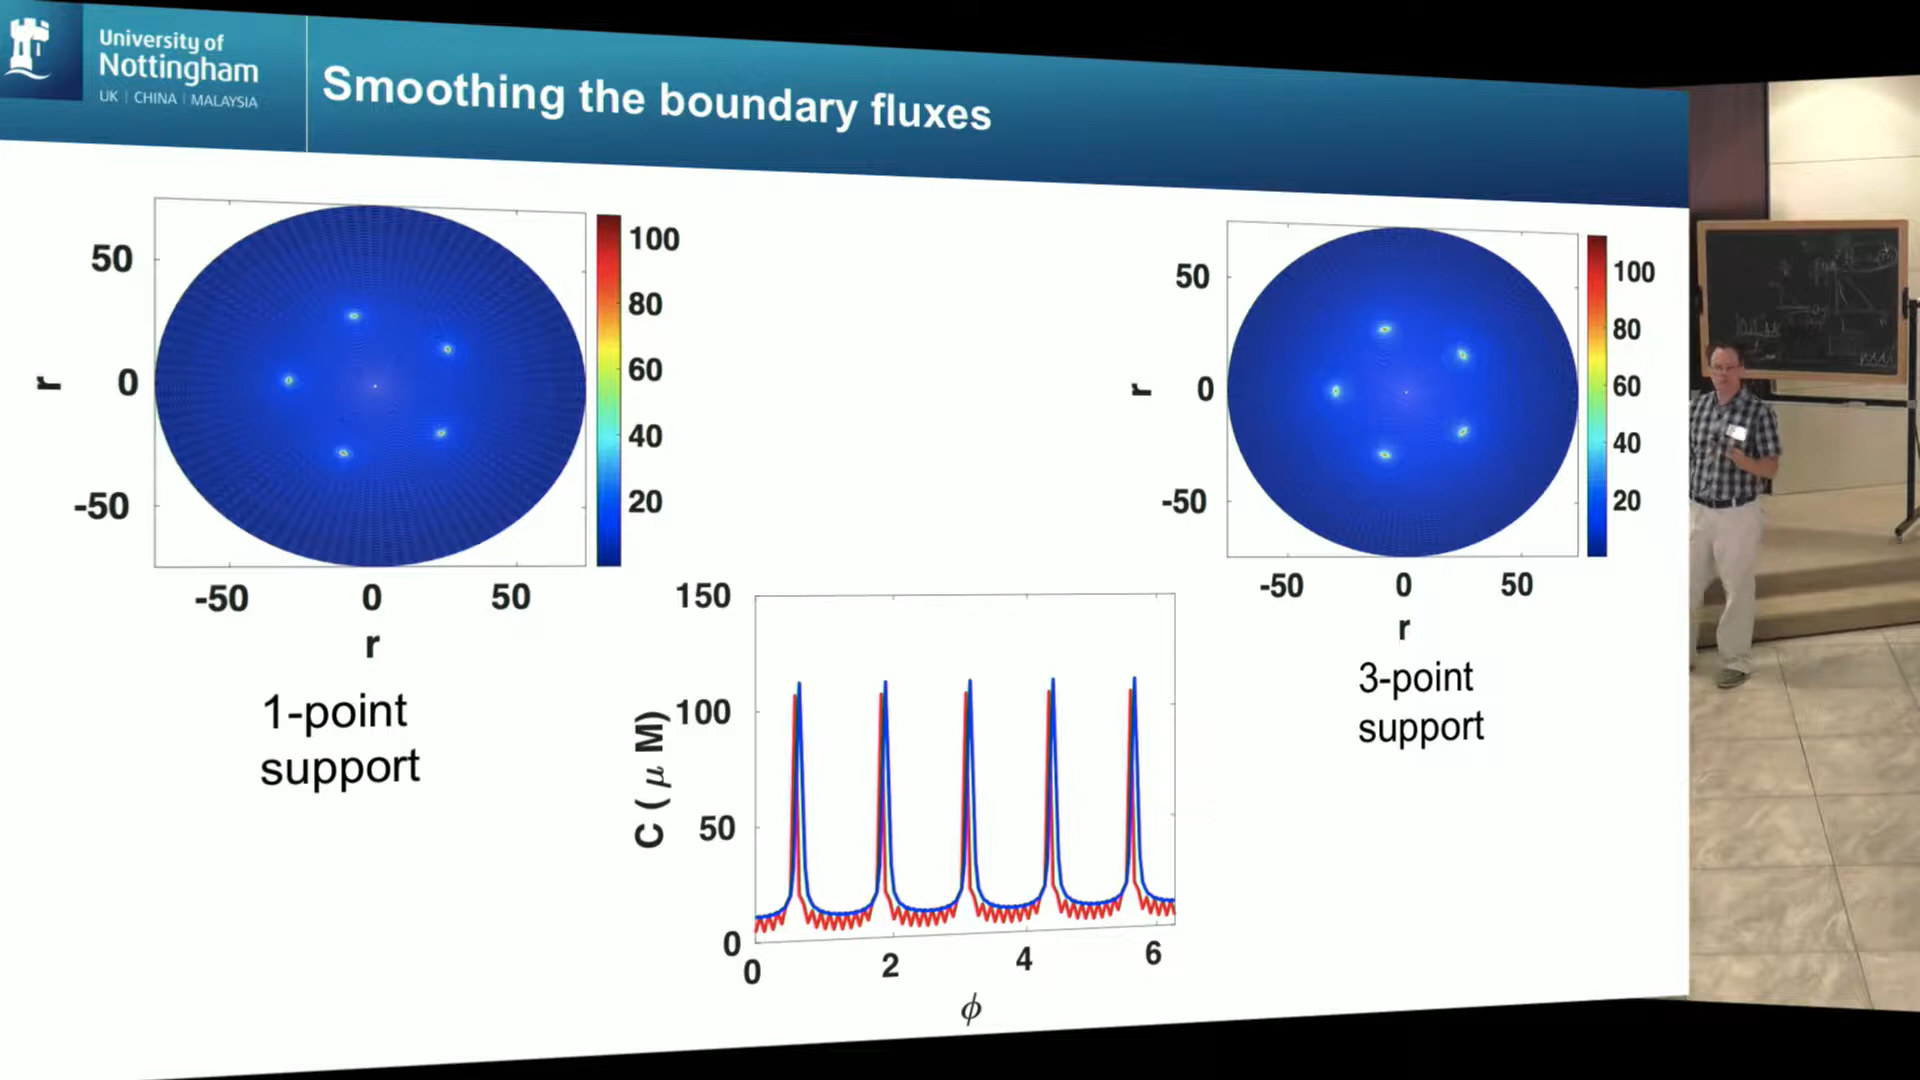 University of
Nottingham
UK | CHINA | MALAYSIA
Smoothing the boundary fluxes
50
0
-50
r
-50
0
50
r
100
80
60
40
20
1-point
support
150
100
50
0
C ( μ M)
0
2
4
6
ϕ
50
0
-50
r
-50
0
50
r
100
80
60
40
20
3-point
support